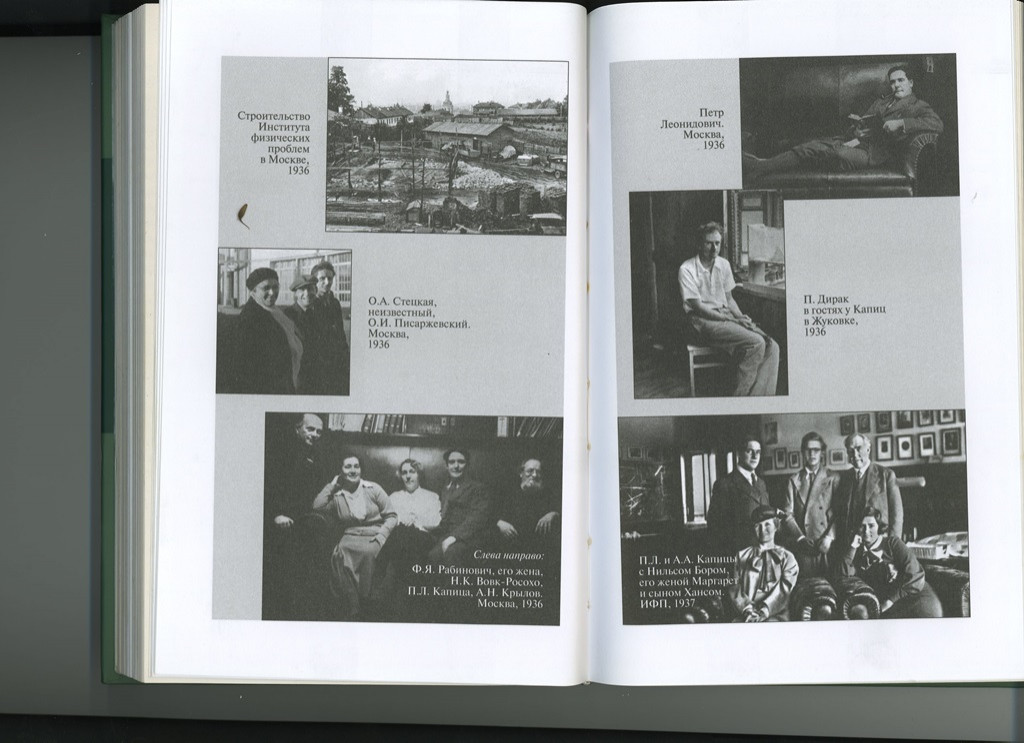 Строительство
Института
физических
проблем
в Москве,
1936
О.А. Стецкая,
неизвестный,
О.И. Писаржевский.
Москва,
1936
Слева направо:
Ф.Я. Рабинович, его жена,
Н.К. Вовк-Росохо,
П.Л. Капица, А.Н. Крылов.
Москва, 1936
Петр
Леонидович.
Москва,
1936
П. Дирак
в гостях у Капиц
в Жуковке,
1936
П.Л. и А.А. Капицы
с Нильсом Бором,
его женой Маргарет
и сыном Хансом.
ИФП, 1937